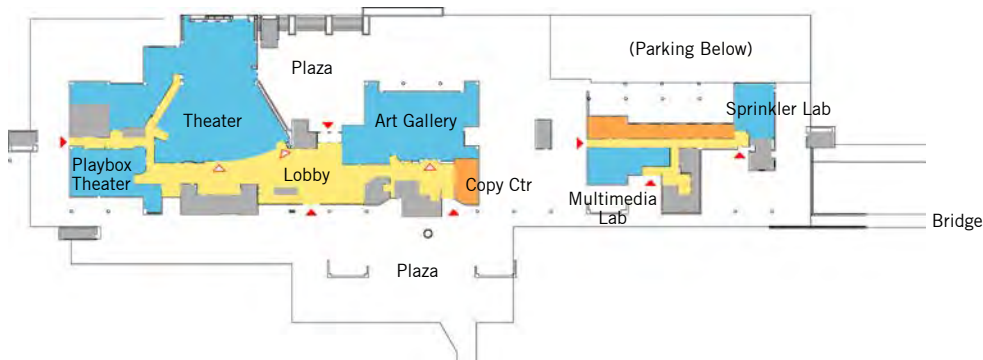 (Parking Below)
Plaza
Sprinkler Lab
Theater
Art Gallery
Playbox
Theater
Lobby
Copy Ctr
Multimedia
Lab
Bridge
Plaza